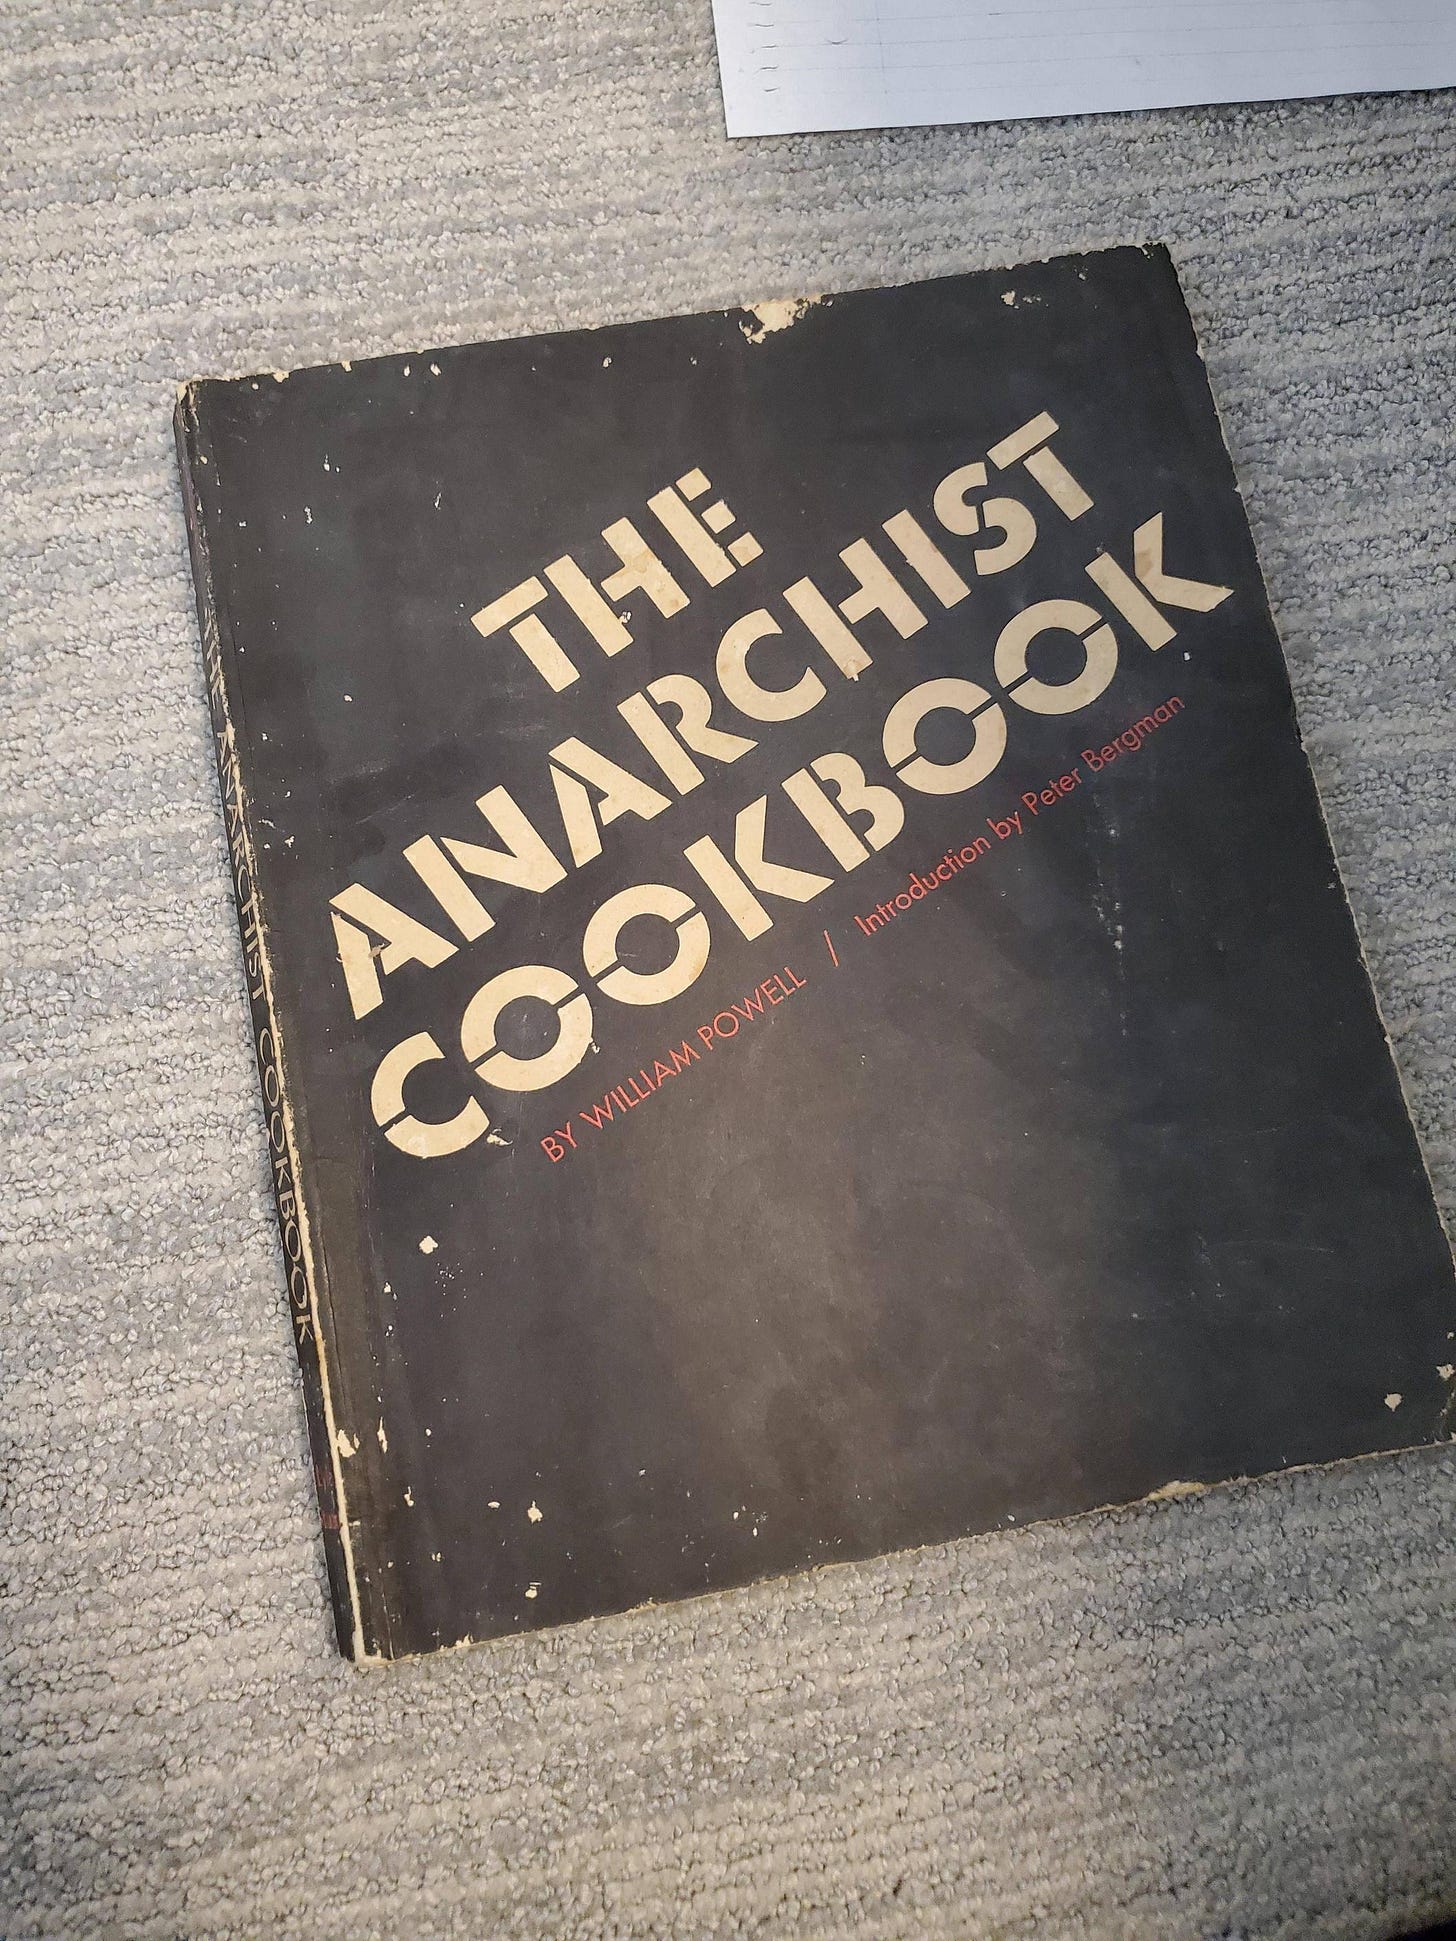 THE
ANARCHIST
COOKBOOK
BY WILLIAM POWELL / Introduction by Peter Bergman
THE ANARCHIST COOKBOOK